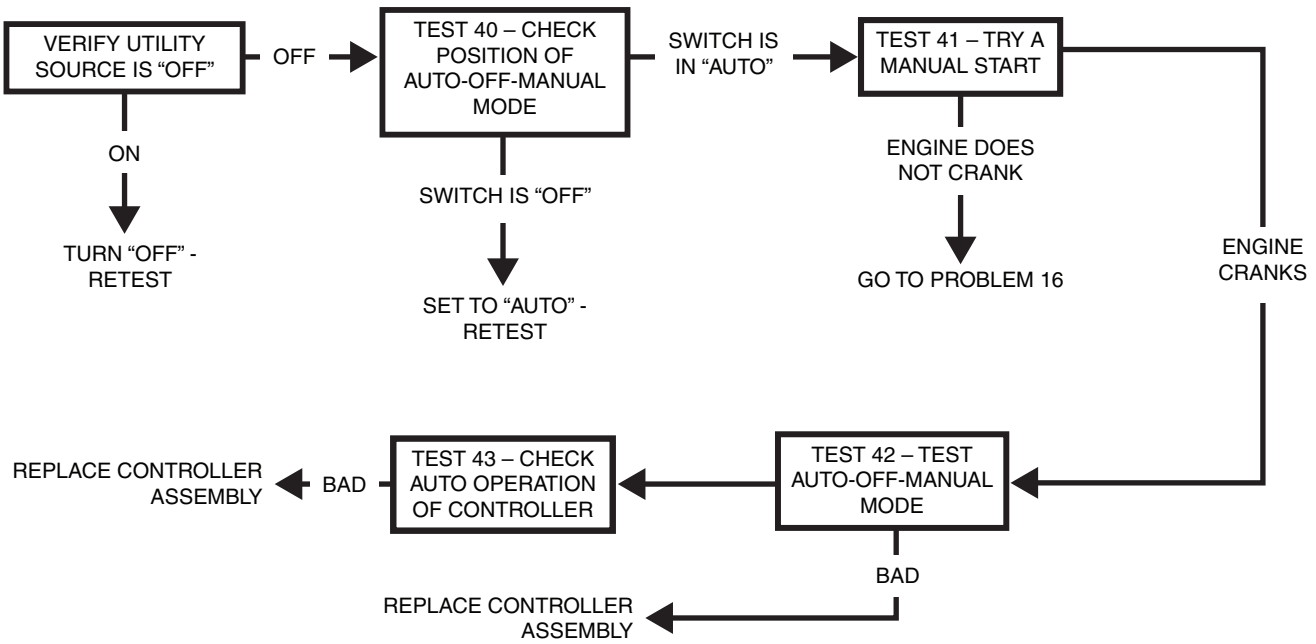 VERIFY UTILITY
SOURCE IS “OFF”
OFF
TEST 40 – CHECK
POSITION OF
AUTO-OFF-MANUAL
MODE
SWITCH IS
IN “AUTO”
TEST 41 – TRY A
MANUAL START
ON
TURN “OFF” -
RETEST
SWITCH IS “OFF”
SET TO “AUTO” -
RETEST
ENGINE DOES
NOT CRANK
GO TO PROBLEM 16
ENGINE
CRANKS
TEST 42 – TEST
AUTO-OFF-MANUAL
MODE
TEST 43 – CHECK
AUTO OPERATION
OF CONTROLLER
BAD
REPLACE CONTROLLER
ASSEMBLY
BAD
REPLACE CONTROLLER
ASSEMBLY